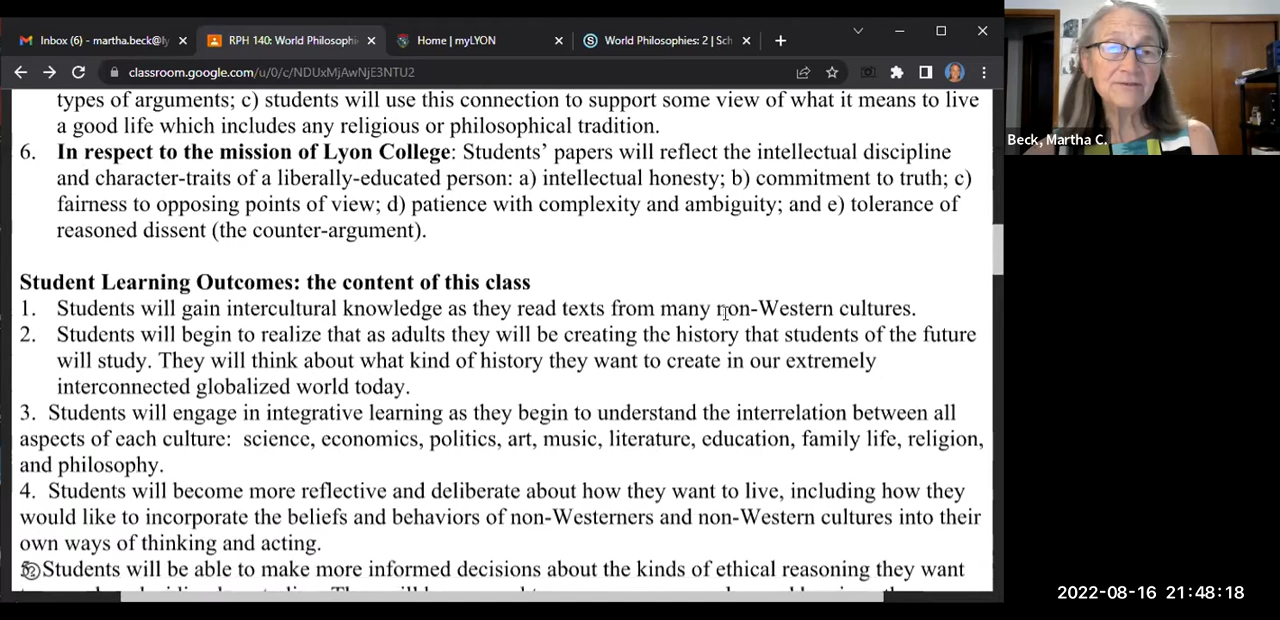 Inbox (6) - martha.beck@ly
RPH 140: World Philosophi
Home | myLYON
World Philosophies: 2 | Sch
classroom.google.com/u/0/c/NDUxMjAwNjE3NTU2
Beck, Martha C.
types of arguments; c) students will use this connection to support some view of what it means to live
a good life which includes any religious or philosophical tradition.
6. In respect to the mission of Lyon College: Students’ papers will reflect the intellectual discipline
and character-traits of a liberally-educated person: a) intellectual honesty; b) commitment to truth; c)
fairness to opposing points of view; d) patience with complexity and ambiguity; and e) tolerance of
reasoned dissent (the counter-argument).
Student Learning Outcomes: the content of this class
1. Students will gain intercultural knowledge as they read texts from many non-Western cultures.
2. Students will begin to realize that as adults they will be creating the history that students of the future
will study. They will think about what kind of history they want to create in our extremely
interconnected globalized world today.
3. Students will engage in integrative learning as they begin to understand the interrelation between all
aspects of each culture: science, economics, politics, art, music, literature, education, family life, religion,
and philosophy.
4. Students will become more reflective and deliberate about how they want to live, including how they
would like to incorporate the beliefs and behaviors of non-Westerners and non-Western cultures into their
own ways of thinking and acting.
Students will be able to make more informed decisions about the kinds of ethical reasoning they want
2022-08-16 21:48:18